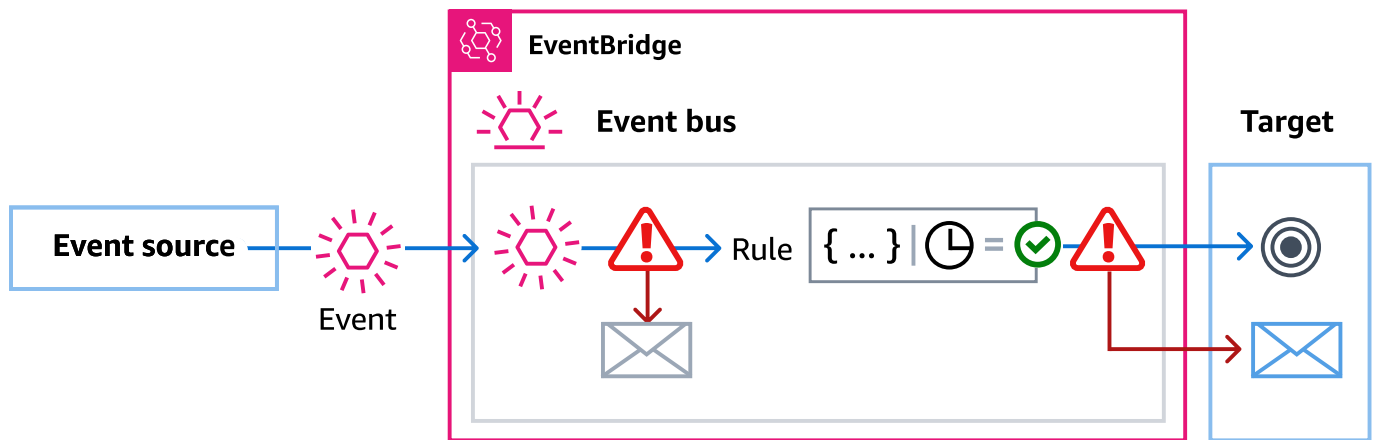 EventBridge
Event bus
Target
Event source
Event
Rule
{ ... } | =